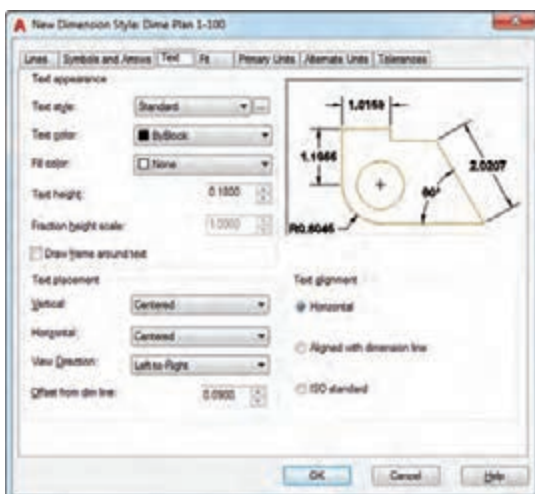 New Dimension Style: Dime Plan 1-100
Lines Symbols and Arrows Text Fit Primary Units Alternate Units Tolerances
Text appearance
Text style: Standard ...
Text color: ByBlock
Fill color: None
Text height: 0.1800
Fraction height scale: 1.0000
Draw frame around text
1.0159
1.1955
2.0207
60°
R0.8045
Text placement
Vertical: Centered
Horizontal: Centered
View Direction: Left-to-Right
Offset from dim line: 0.0900
Text alignment
Horizontal
Aligned with dimension line
ISO standard
OK Cancel Help